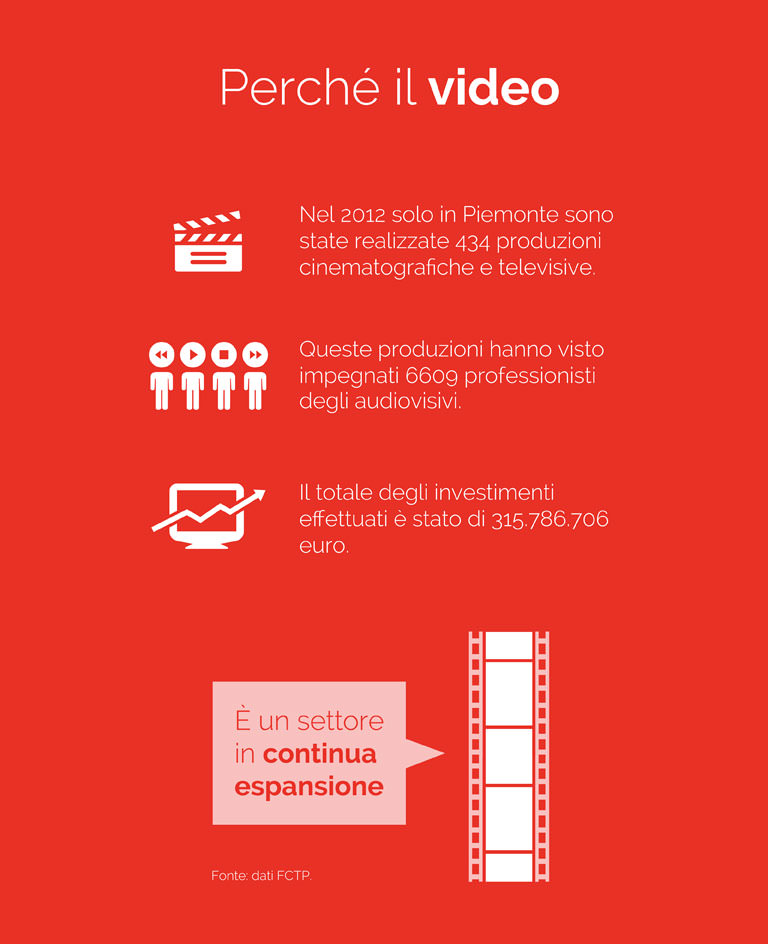 Perché il video
Nel 2012 solo in Piemonte sono
state realizzate 434 produzioni
cinematografiche e televisive.
Queste produzioni hanno visto
impegnati 6609 professionisti
degli audiovisivi.
Il totale degli investimenti
effettuati è stato di 315.786.706
euro.
È un settore
in continua
espansione
Fonte: dati FCTP.